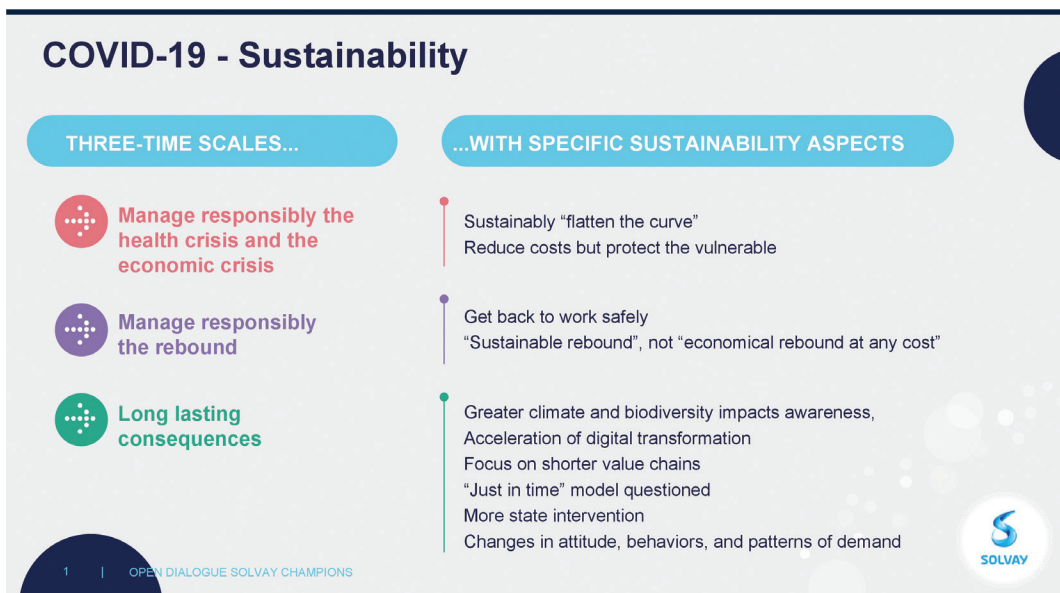 COVID-19 - Sustainability
THREE-TIME SCALES...
...WITH SPECIFIC SUSTAINABILITY ASPECTS
Manage responsibly the
health crisis and the
economic crisis
Sustainably “flatten the curve”
Reduce costs but protect the vulnerable
Manage responsibly
the rebound
Get back to work safely
“Sustainable rebound”, not “economical rebound at any cost”
Long lasting
consequences
Greater climate and biodiversity impacts awareness,
Acceleration of digital transformation
Focus on shorter value chains
“Just in time” model questioned
More state intervention
Changes in attitude, behaviors, and patterns of demand
SOLVAY
1 | OPEN DIALOGUE SOLVAY CHAMPIONS